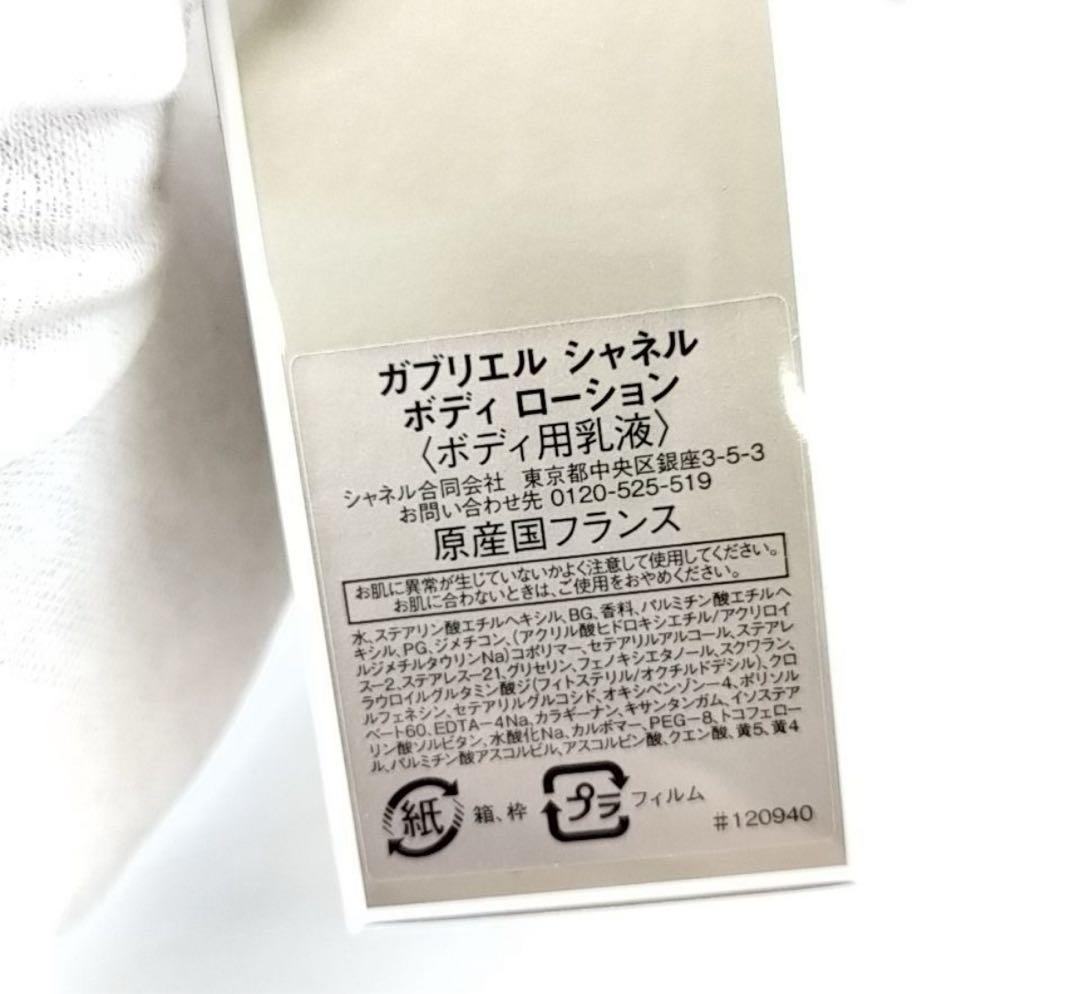 ガブリエル シャネル
ボディ ローション
〈ボディ用乳液〉
シャネル合同会社　東京都中央区銀座3-5-3
お問い合わせ先 0120-525-519
原産国フランス
お肌に異常が生じていないかよく注意して使用してください。
お肌に合わないときは、ご使用をおやめください。
水、ステアリン酸エチルヘキシル、BG、香料、パルミチン酸エチルヘ
キシル、PG、ジメチコン、(アクリル酸ヒドロキシエチル/アクリロイ
ルジメチルタウリンNa)コポリマー、セテアリルアルコール、ステアレ
ス-2、ステアレス-21、グリセリン、フェノキシエタノール、スクワラン、
ラウロイルグルタミン酸ジ(フィトステリル/オクチルドデシル)、クロ
ルフェネシン、セテアリルグルコシド、オキシベンゾン-4、ポリソル
ベート60、EDTA-4Na、カラギーナン、キサンタンガム、イソステア
リン酸ソルビタン、水酸化Na、カルボマー、PEG-8、トコフェロー
ル、パルミチン酸アスコルビル、アスコルビン酸、クエン酸、黄5、黄4
紙 箱、枠 プラ フィルム
#120940